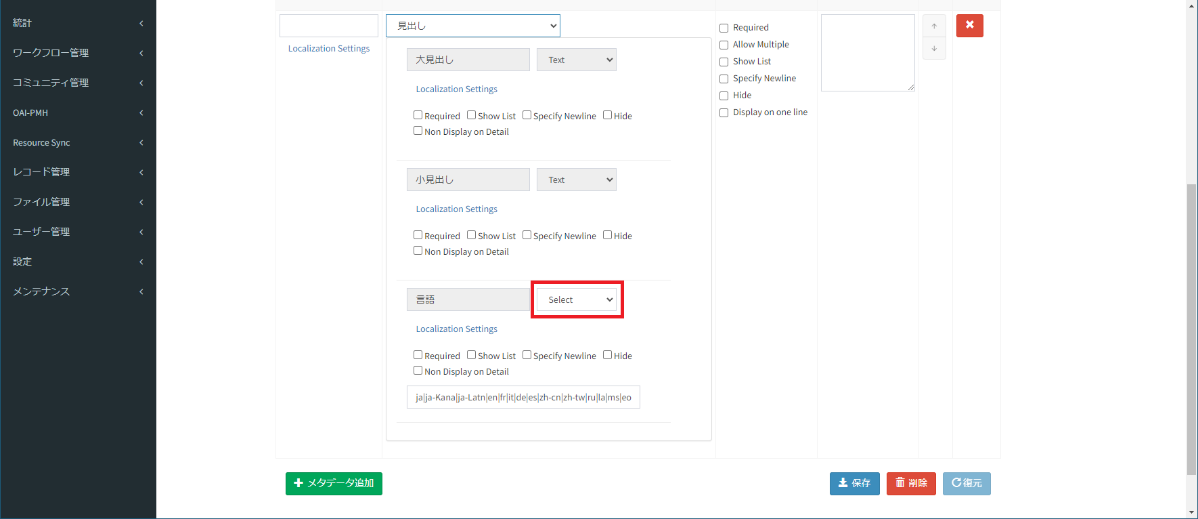 統計
ワークフロー管理
コミュニティ管理
OAI-PMH
Resource Sync
レコード管理
ファイル管理
ユーザー管理
設定
メンテナンス
Localization Settings
見出し
大見出し Text
Localization Settings
Required Show List Specify Newline Hide
Non Display on Detail
小見出し Text
Localization Settings
Required Show List Specify Newline Hide
Non Display on Detail
言語 Select
Localization Settings
Required Show List Specify Newline Hide
Non Display on Detail
ja|ja-Kana|ja-Latn|en|fr|it|de|es|zh-cn|zh-tw|ru|la|ms|eo
Required
Allow Multiple
Show List
Specify Newline
Hide
Display on one line
メタデータ追加
保存 削除 復元